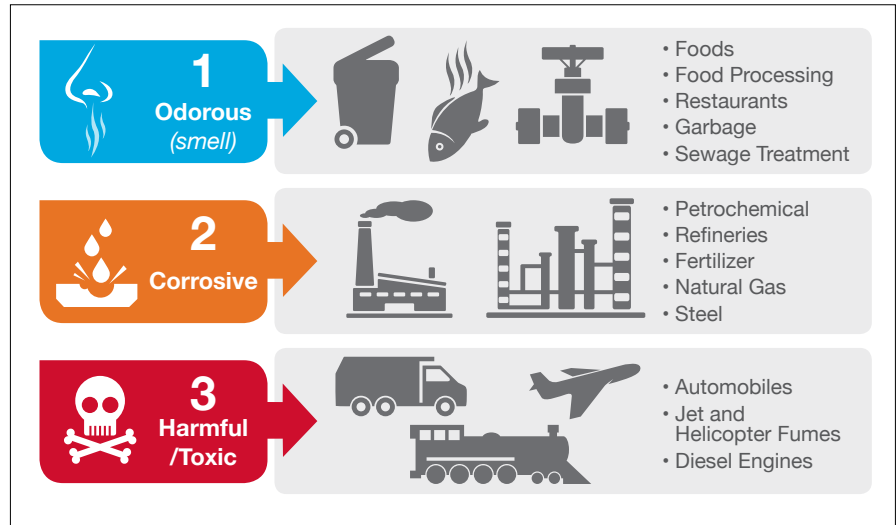 1
Odorous
(smell)
• Foods
• Food Processing
• Restaurants
• Garbage
• Sewage Treatment
2
Corrosive
• Petrochemical
• Refineries
• Fertilizer
• Natural Gas
• Steel
3
Harmful
/Toxic
• Automobiles
• Jet and
Helicopter Fumes
• Diesel Engines